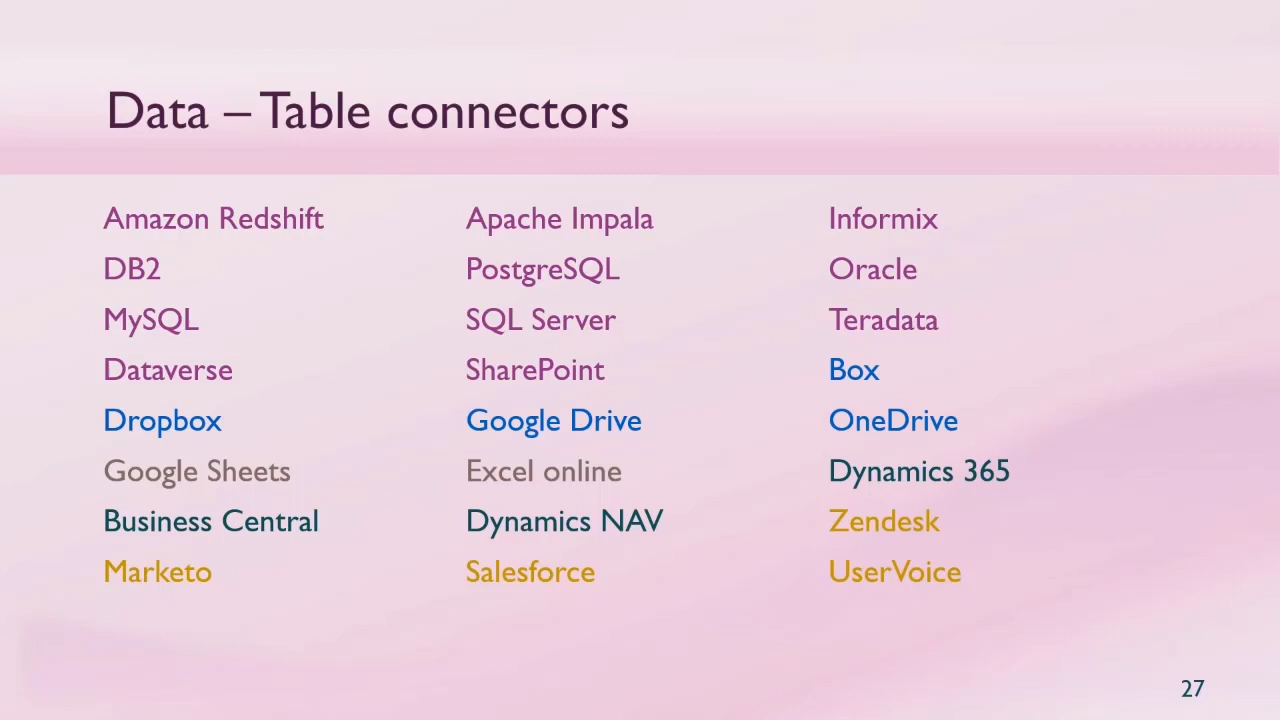 Data – Table connectors
Amazon Redshift
Apache Impala
Informix
DB2
PostgreSQL
Oracle
MySQL
SQL Server
Teradata
Dataverse
SharePoint
Box
Dropbox
Google Drive
OneDrive
Google Sheets
Excel online
Dynamics 365
Business Central
Dynamics NAV
Zendesk
Marketo
Salesforce
UserVoice
27